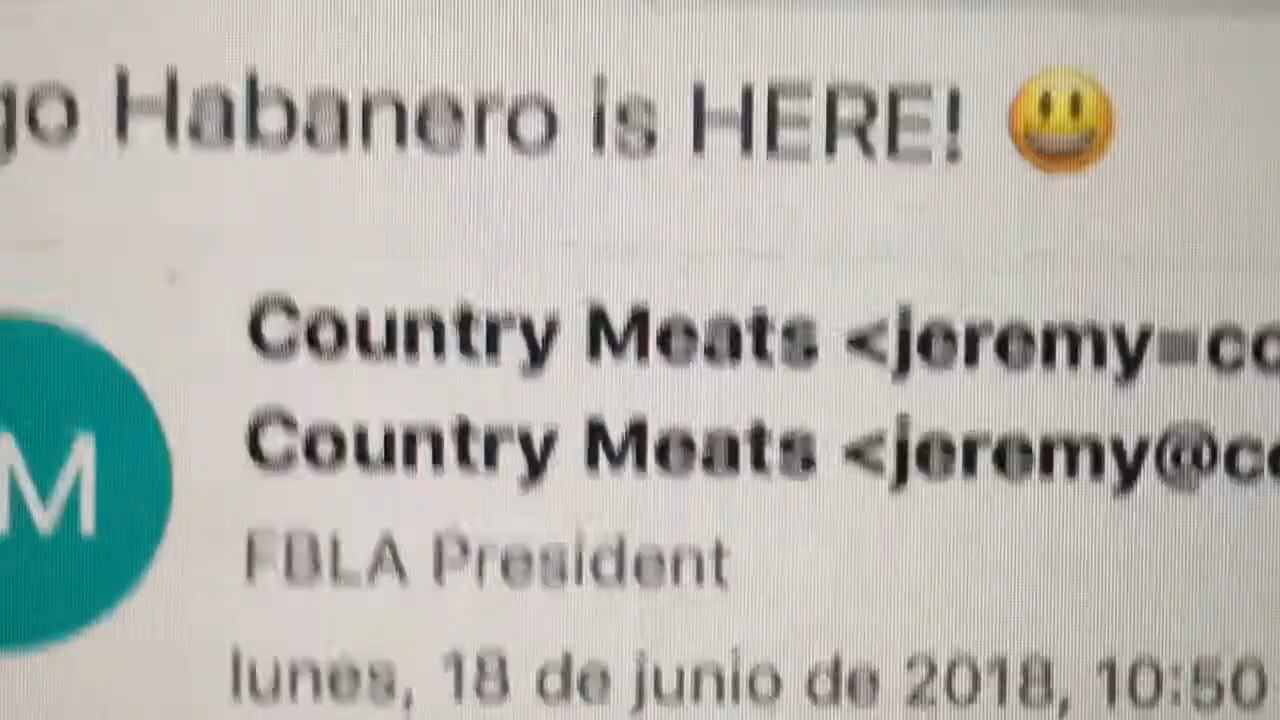 go Habanero is HERE! 😃
Country Meats <jeremy=co
Country Meats <jeremy@co
M
FBLA President
lunes, 18 de junio de 2018, 10:50